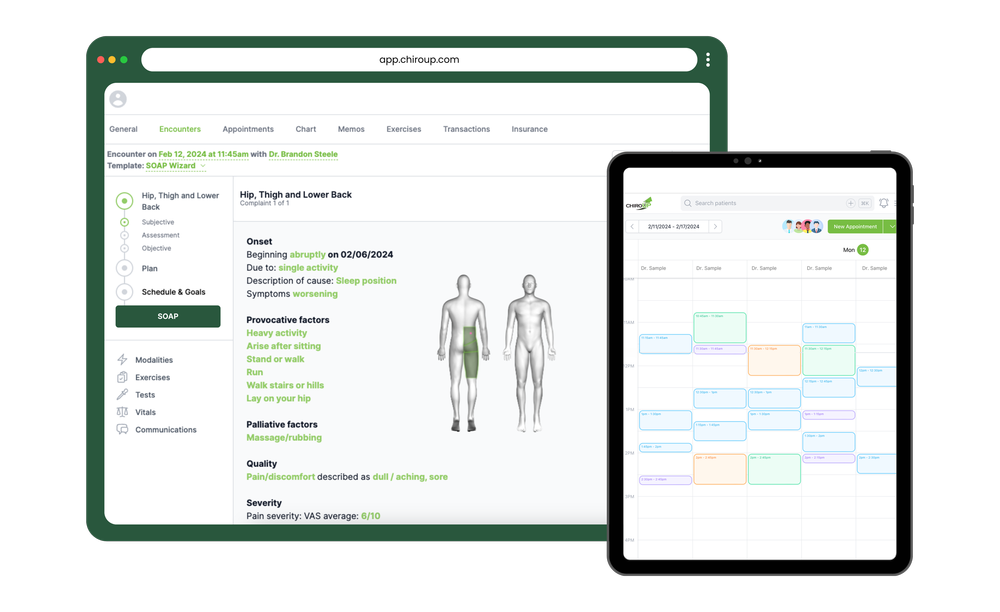 app.chiroup.com
General
Encounters
Appointments
Chart
Memos
Exercises
Transactions
Insurance
Encounter on Feb 12, 2024 at 11:45am with Dr. Brandon Steele
Template: SOAP Wizard
Hip, Thigh and Lower
Back
Subjective
Assessment
Objective
Plan
Schedule & Goals
SOAP
Modalities
Exercises
Tests
Vitals
Communications
Hip, Thigh and Lower Back
Complaint 1 of 1
Onset
Beginning abruptly on 02/06/2024
Due to: single activity
Description of cause: Sleep position
Symptoms worsening
Provocative factors
Heavy activity
Arise after sitting
Stand or walk
Run
Walk stairs or hills
Lay on your hip
Palliative factors
Massage/rubbing
Quality
Pain/discomfort described as dull / aching, sore
Severity
Pain severity: VAS average: 6/10
CHIROUP
Search patients
⌘K
2/11/2024 - 2/17/2024
New Appointment
Mon 12
Dr. Sample
Dr. Sample
Dr. Sample
Dr. Sample
Dr. Sample